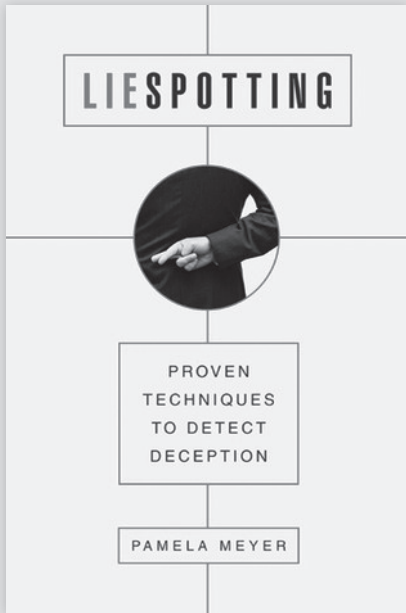 LIESPOTTING
PROVEN
TECHNIQUES
TO DETECT
DECEPTION
PAMELA MEYER